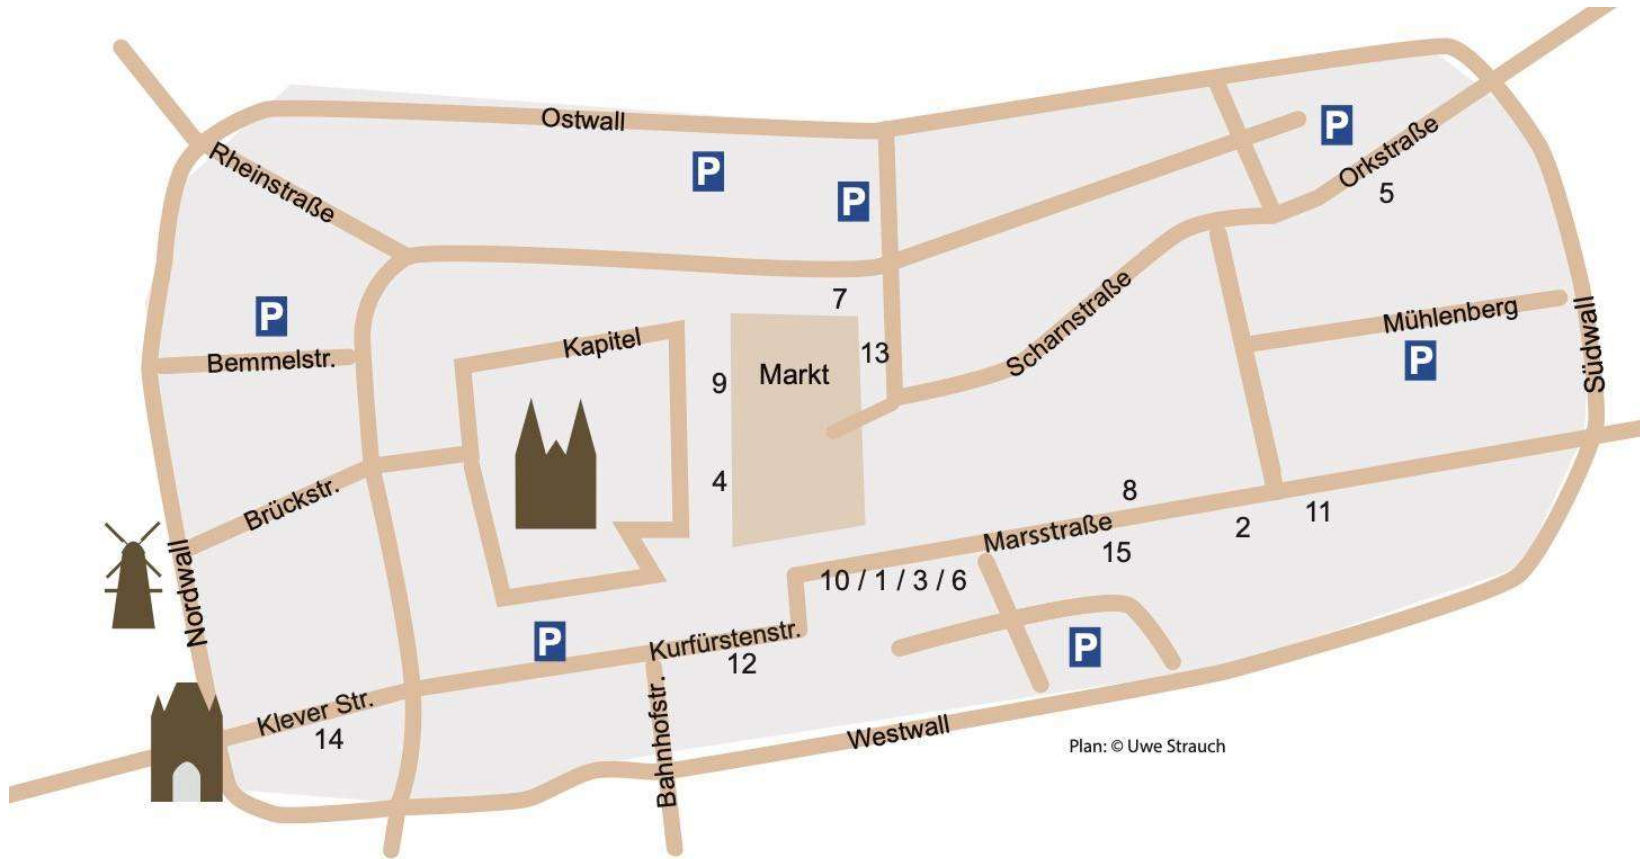 Ostwall
P
Orkstraße
5
P
Rheinstraße
P
7
Mühlenberg
P
Bemmelstr.
Kapitel
13
Markt
9
Scharnstraße
P
Südwall
4
8
Brückstr.
Marsstraße
2
11
15
10 / 1 / 3 / 6
Nordwall
P
Kurfürstenstr.
12
P
Klever Str.
14
Bahnhofstr.
Westwall
Plan: © Uwe Strauch